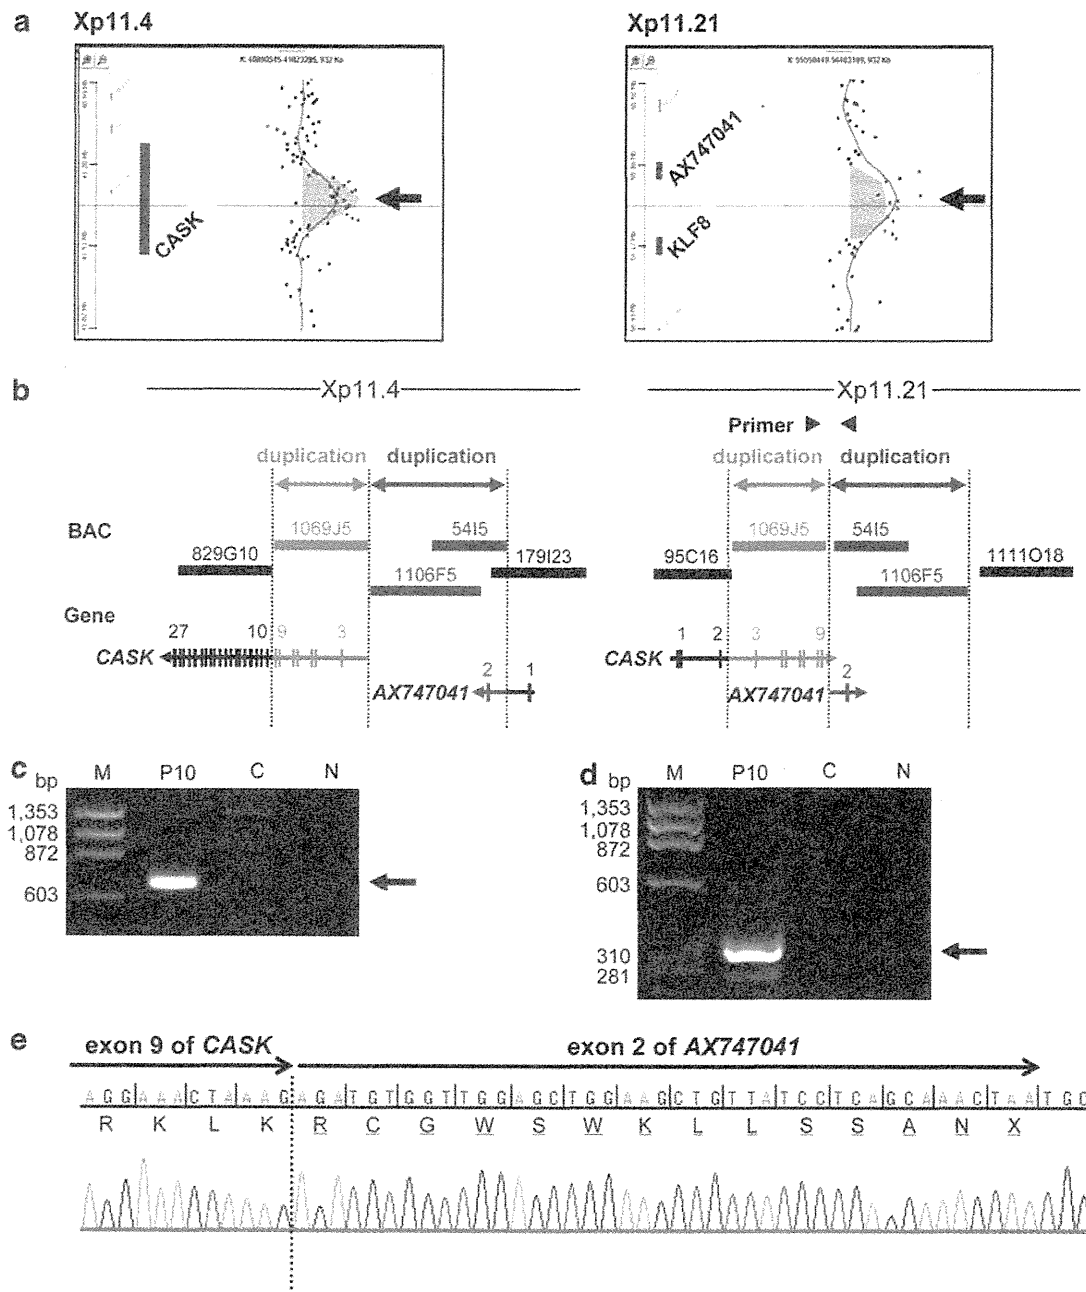 a
Xp11.4
Xp11.21
CASK
AX747041
KLF8
b
Xp11.4
Xp11.21
Primer
duplication
duplication
duplication
duplication
BAC
829G10
1069J5
54I5
179I23
1106F5
95C16
1069J5
54I5
1111O18
1106F5
Gene
27
10
9
3
CASK
2
1
AX747041
1
2
3
9
CASK
2
AX747041
c
bp
M
P10
C
N
1,353
1,078
872
603
d
bp
M
P10
C
N
1,353
1,078
872
603
310
281
e
exon 9 of CASK
exon 2 of AX747041
AGGAAACTAAAGAGATGTGGTTGGAGCTGGAAGCTGTTATCCTCAGCAAACTAATGC
R K L K R C G W S W K L L S S A N X